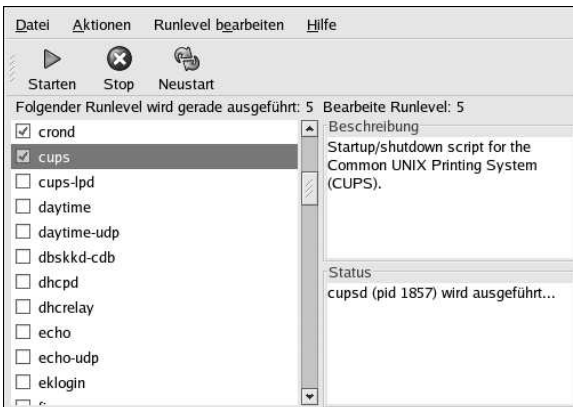 Datei Aktionen Runlevel bearbeiten Hilfe
Starten Stop Neustart
Folgender Runlevel wird gerade ausgeführt: 5 Bearbeite Runlevel: 5
crond
cups
cups-lpd
daytime
daytime-udp
dbskkd-cdb
dhcpd
dhcrelay
echo
echo-udp
eklogin
Beschreibung
Startup/shutdown script for the
Common UNIX Printing System
(CUPS).
Status
cupsd (pid 1857) wird ausgeführt...